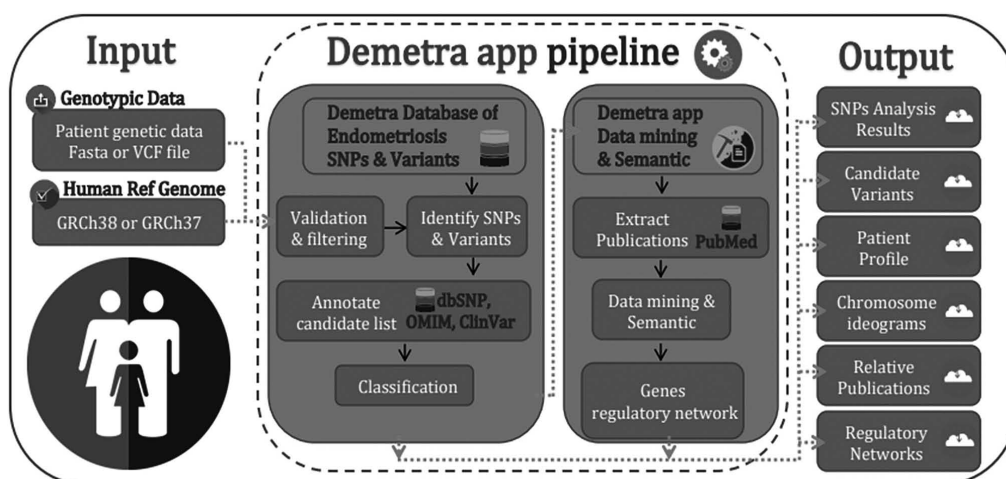 Input
Genotypic Data
Patient genetic data
Fasta or VCF file
Human Ref Genome
GRCh38 or GRCh37
Demetra app pipeline
Demetra Database of
Endometriosis
SNPs & Variants
Validation
& filtering
Identify SNPs
& Variants
Annotate
candidate list
dbSNP,
OMIM, ClinVar
Classification
Demetra app
Data mining
& Semantic
Extract
Publications
PubMed
Data mining &
Semantic
Genes
regulatory network
Output
SNPs Analysis
Results
Candidate
Variants
Patient
Profile
Chromosome
ideograms
Relative
Publications
Regulatory
Networks